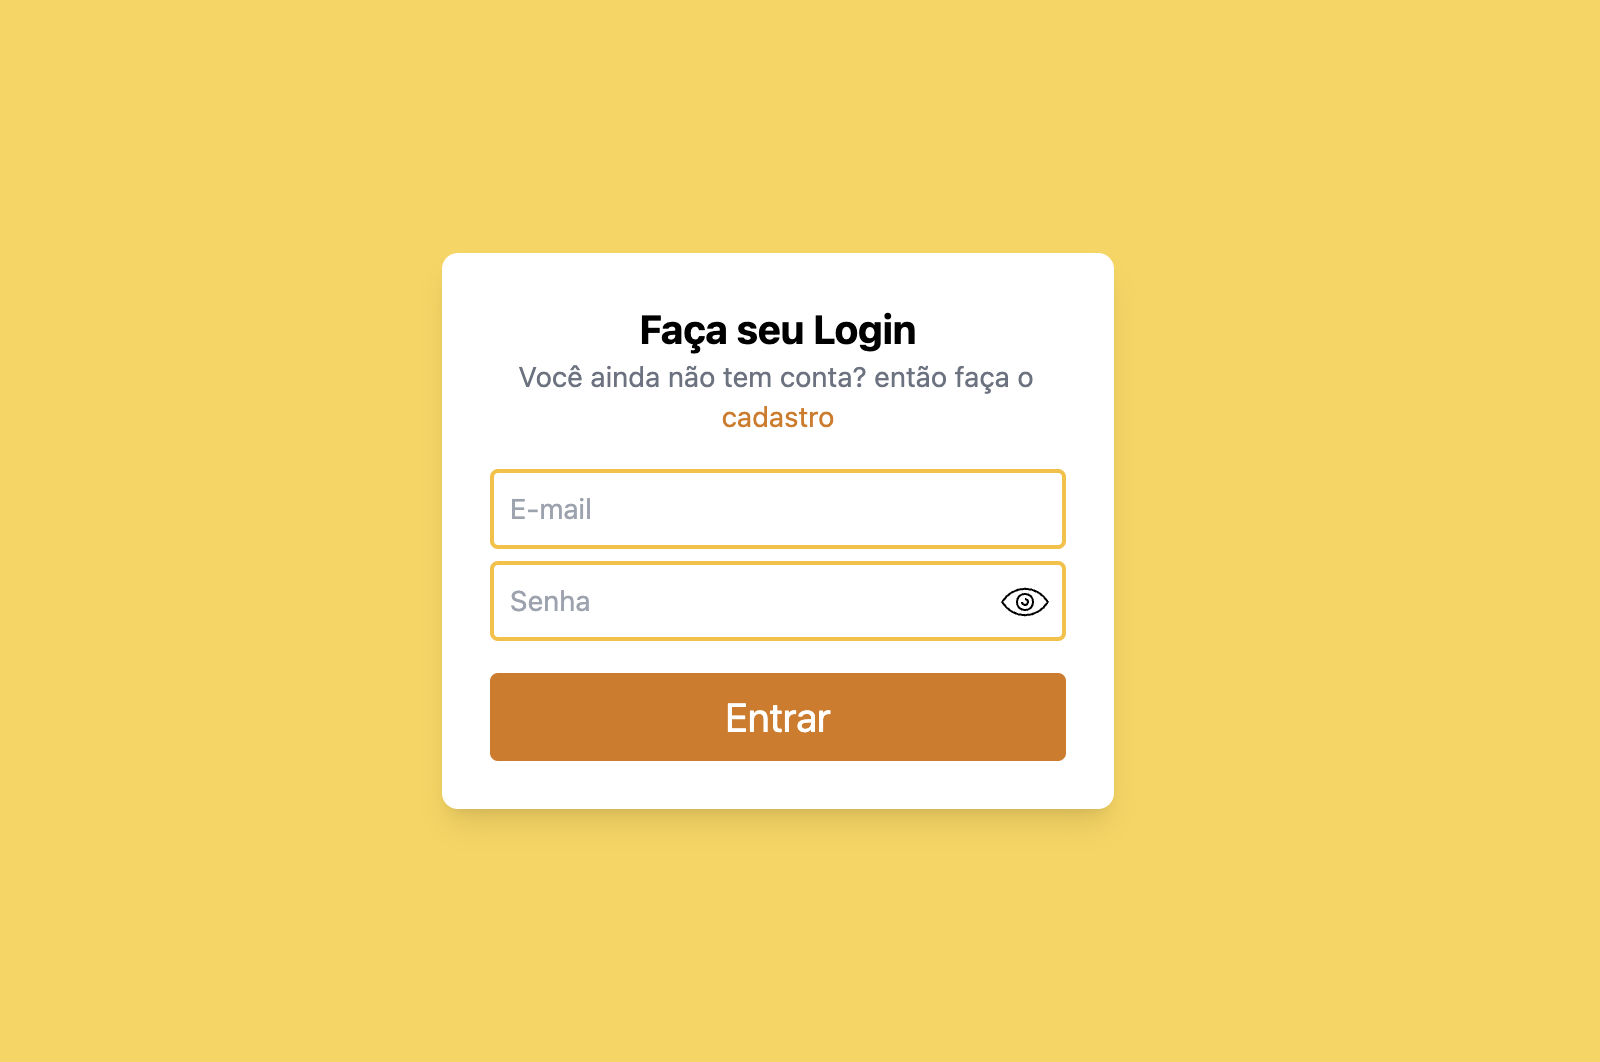 Faça seu Login
Você ainda não tem conta? então faça o
cadastro
E-mail
Senha
Entrar